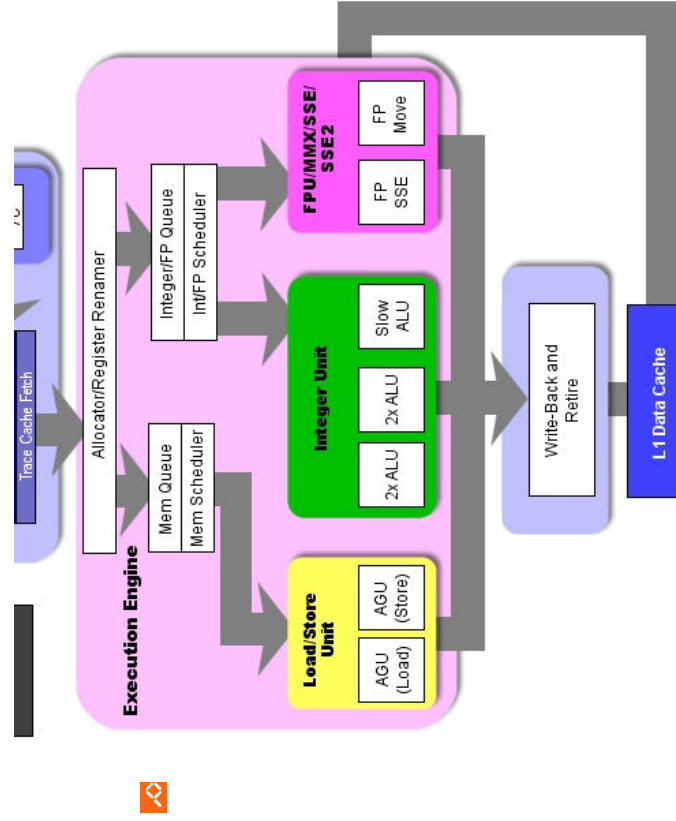 Trace Cache Fetch
Execution Engine
Allocator/Register Renamer
Mem Queue
Mem Scheduler
Integer/FP Queue
Int/FP Scheduler
Load/Store
Unit
AGU
(Load)
AGU
(Store)
Integer Unit
2x ALU
2x ALU
Slow
ALU
FPU/MMX/SSE/
SSE2
FP
SSE
FP
Move
Write-Back and
Retire
L1 Data Cache